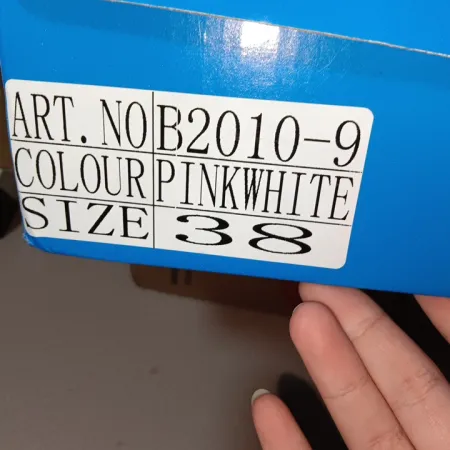 ART. NO B2010-9
COLOUR PINKWHITE
SIZE 38